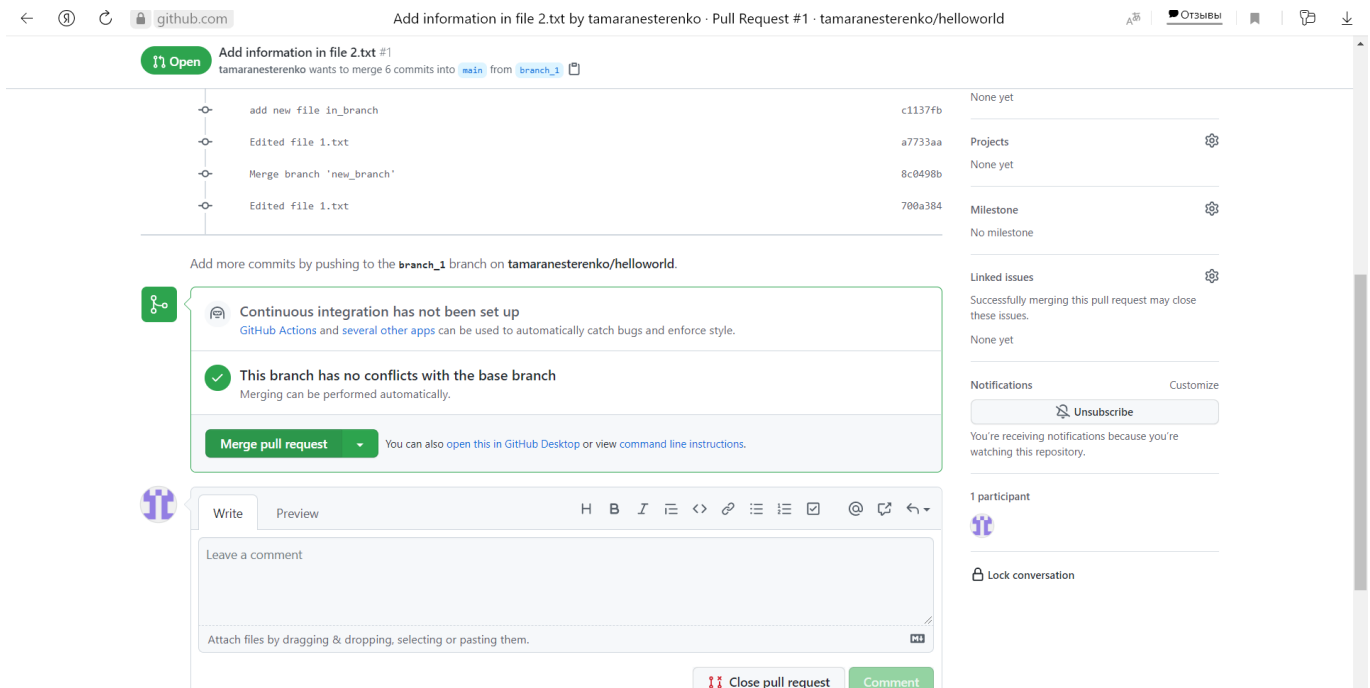 github.com
Add information in file 2.txt by tamaranesterenko · Pull Request #1 · tamaranesterenko/helloworld
Отзывы
Open
Add information in file 2.txt #1
tamaranesterenko wants to merge 6 commits into main from branch_1
add new file in_branch c1137fb
Edited file 1.txt a7733aa
Merge branch 'new_branch' 8c0498b
Edited file 1.txt 700a384
Add more commits by pushing to the branch_1 branch on tamaranesterenko/helloworld.
Continuous integration has not been set up
GitHub Actions and several other apps can be used to automatically catch bugs and enforce style.
This branch has no conflicts with the base branch
Merging can be performed automatically.
Merge pull request
You can also open this in GitHub Desktop or view command line instructions.
Write
Preview
Leave a comment
Attach files by dragging & dropping, selecting or pasting them.
Close pull request
Comment
None yet
Projects
None yet
Milestone
No milestone
Linked issues
Successfully merging this pull request may close
these issues.
None yet
Notifications
Customize
Unsubscribe
You're receiving notifications because you're
watching this repository.
1 participant
Lock conversation